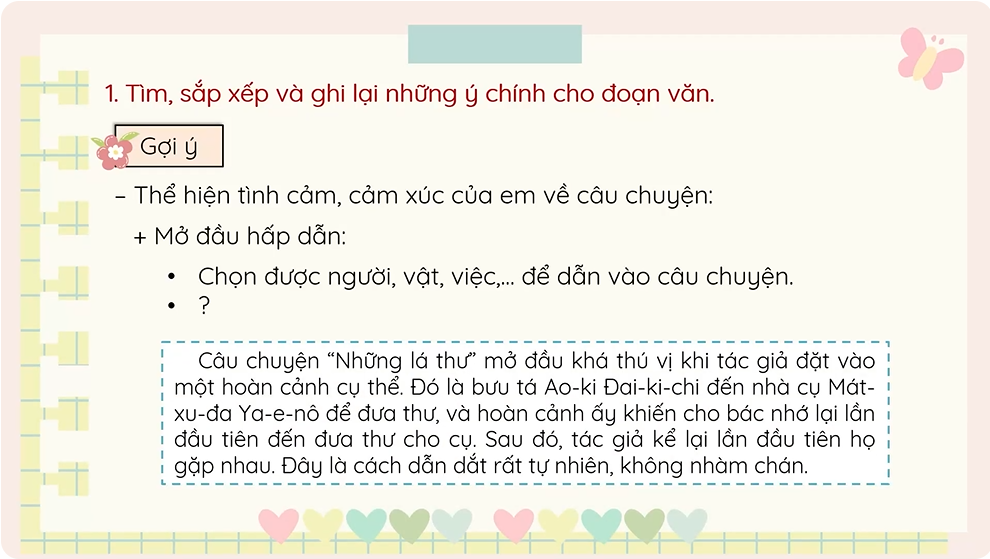 1. Tìm, sắp xếp và ghi lại những ý chính cho đoạn văn.
Gợi ý
– Thể hiện tình cảm, cảm xúc của em về câu chuyện:
+ Mở đầu hấp dẫn:
• Chọn được người, vật, việc,... để dẫn vào câu chuyện.
• ?
Câu chuyện “Những lá thư” mở đầu khá thú vị khi tác giả đặt vào
một hoàn cảnh cụ thể. Đó là bưu tá Ao-ki Đai-ki-chi đến nhà cụ Mát-
xu-đa Ya-e-nô để đưa thư, và hoàn cảnh ấy khiến cho bác nhớ lại lần
đầu tiên đến đưa thư cho cụ. Sau đó, tác giả kể lại lần đầu tiên họ
gặp nhau. Đây là cách dẫn dắt rất tự nhiên, không nhàm chán.